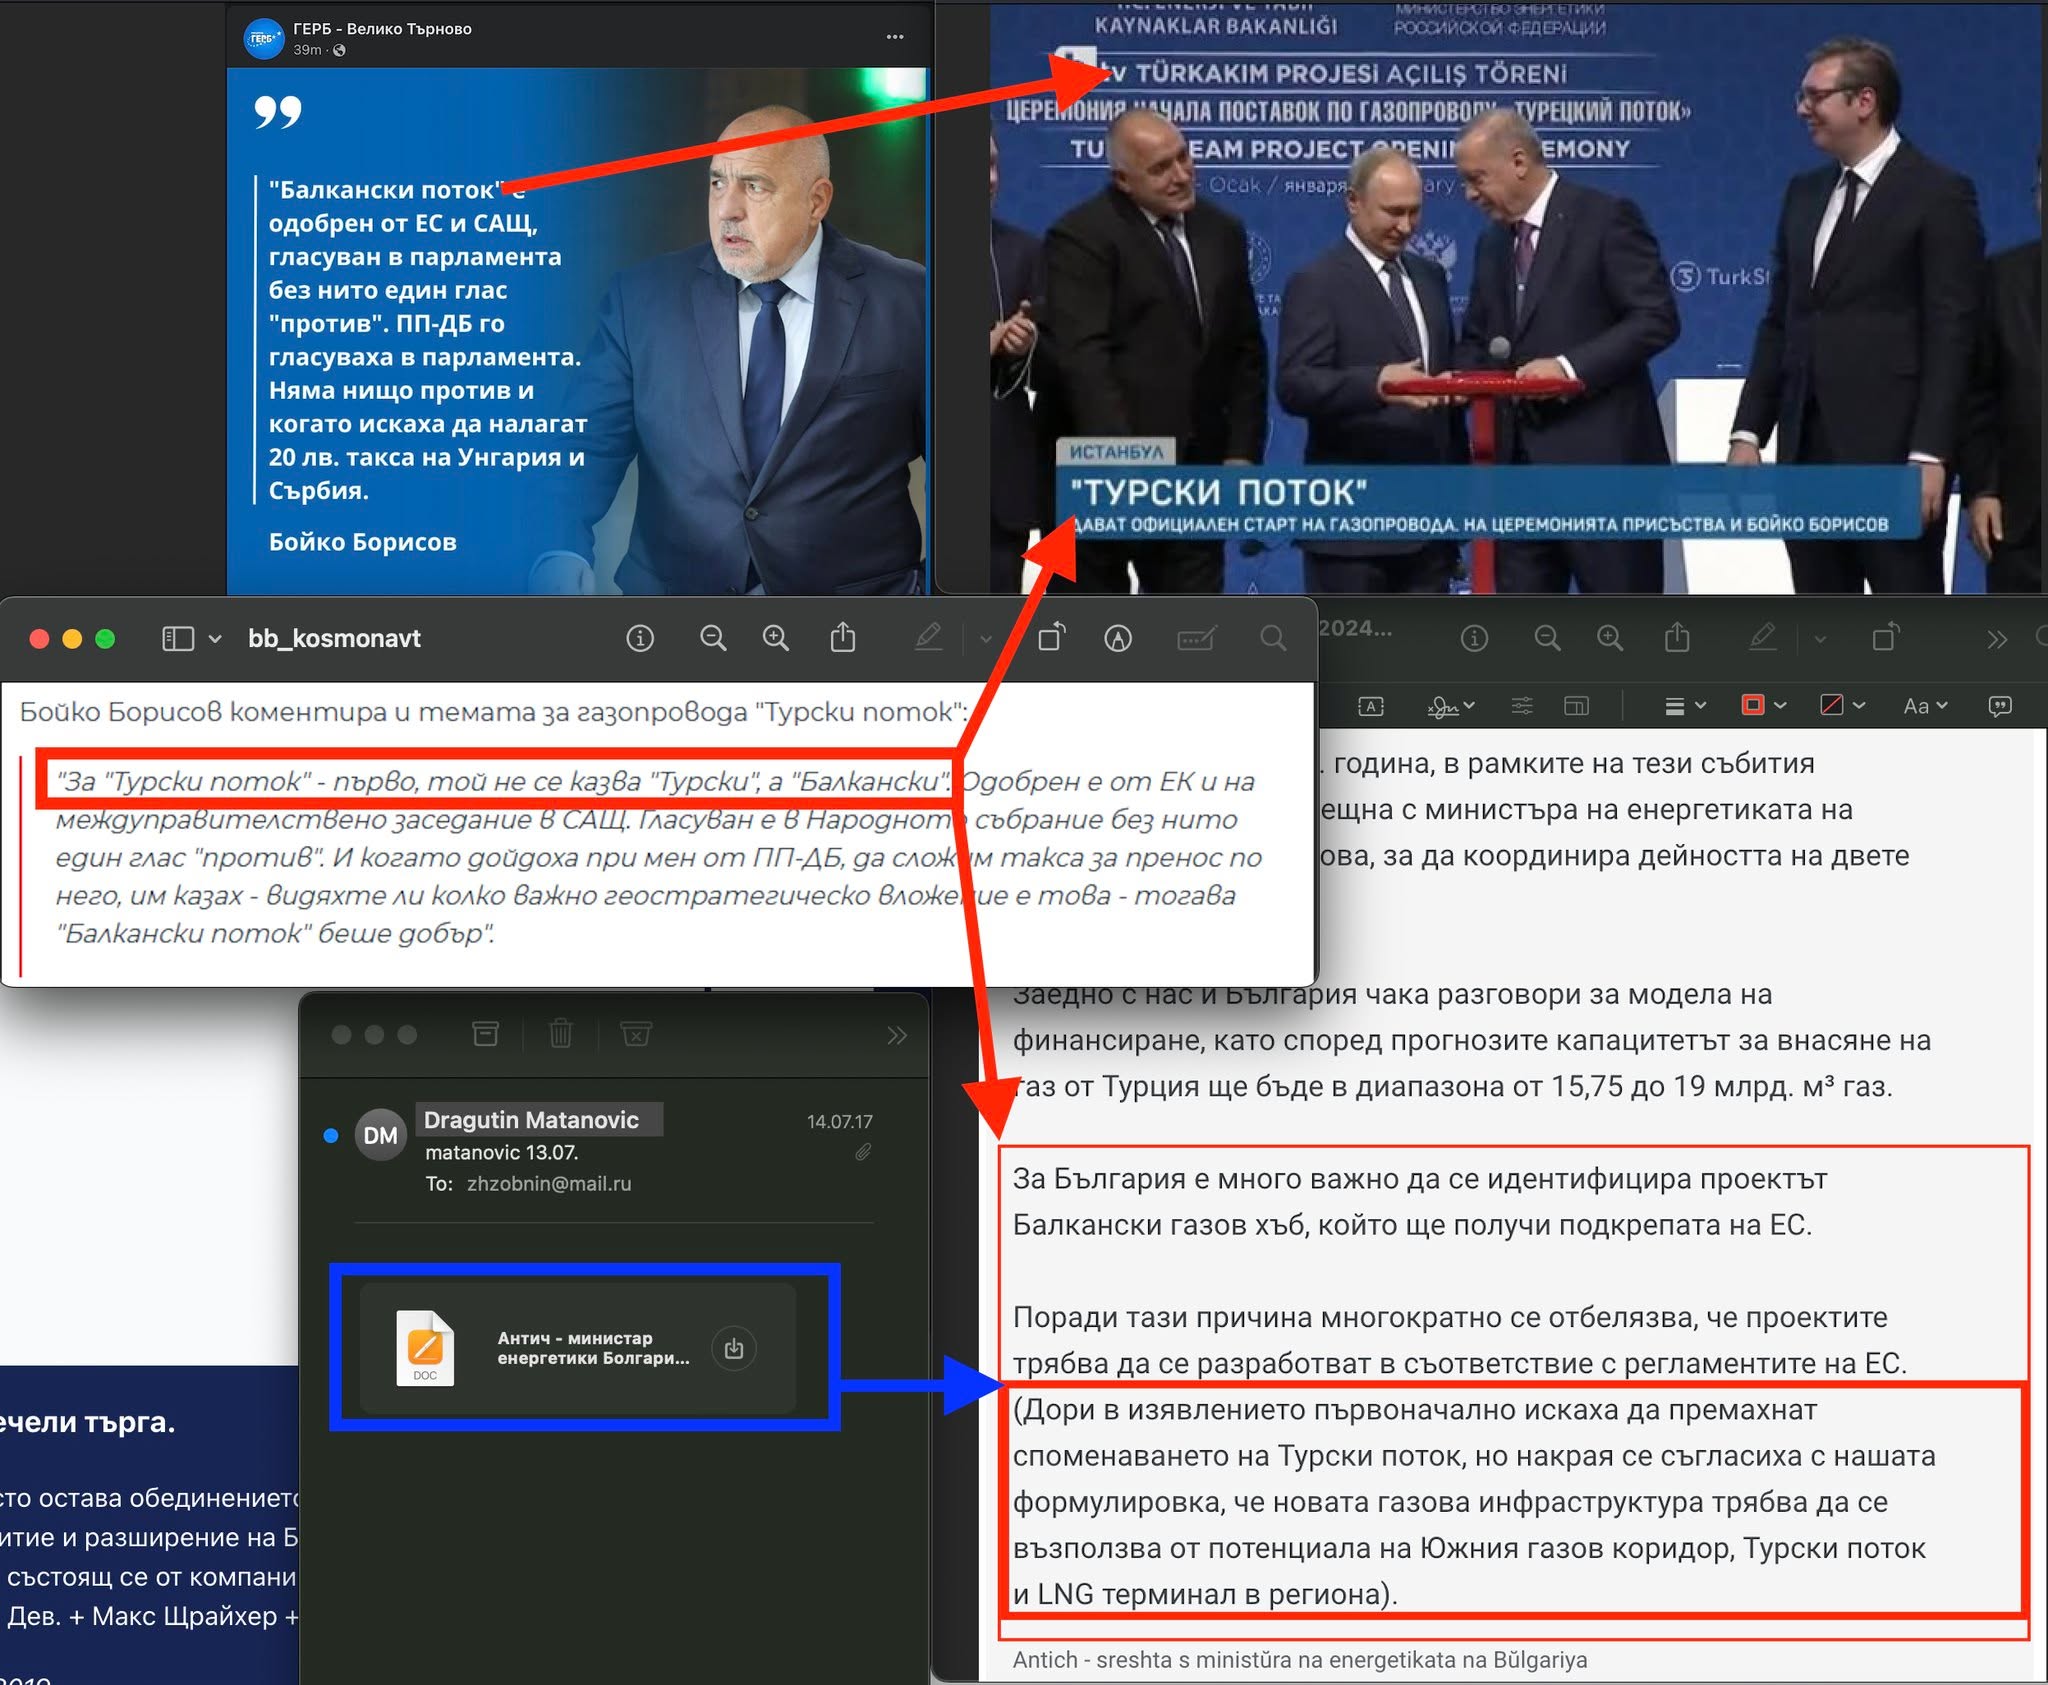 ГЕРБ - Велико Търново
39m ·
ГЕРБ
"Балкански поток" е
одобрен от ЕС и САЩ,
гласуван в парламента
без нито един глас
"против". ПП-ДБ го
гласуваха в парламента.
Няма нищо против и
когато искаха да налагат
20 лв. такса на Унгария и
Сърбия.
Бойко Борисов
KAYNAKLAR BAKANLIĞI
МИНИСТЕРСТВО ЭНЕРГЕТИКИ
РОССИЙСКОЙ ФЕДЕРАЦИИ
tv TÜRKAKIM PROJESİ AÇILIŞ TÖRENİ
ЦЕРЕМОНИЯ НАЧАЛА ПОСТАВОК ПО ГАЗОПРОВОДУ «ТУРЕЦКИЙ ПОТОК»
TU EAM PROJECT OPENI EMONY
Ocak / января
TurkSt
ИСТАНБУЛ
"ТУРСКИ ПОТОК"
ДАВАТ ОФИЦИАЛЕН СТАРТ НА ГАЗОПРОВОДА. НА ЦЕРЕМОНИЯТА ПРИСЪСТВА И БОЙКО БОРИСОВ
bb_kosmonavt
Бойко Борисов коментира и темата за газопровода "Турски поток":
"За "Турски поток" - първо, той не се казва "Турски", а "Балкански". Одобрен е от ЕК и на
междуправителствено заседание в САЩ. Гласуван е в Народното събрание без нито
един глас "против". И когато дойдоха при мен от ПП-ДБ, да сложим такса за пренос по
него, им казах - видяхте ли колко важно геостратегическо вложение е това - тогава
"Балкански поток" беше добър".
2024...
Aa
. година, в рамките на тези събития
ещна с министъра на енергетиката на
ова, за да координира дейността на двете
Заедно с нас и България чака разговори за модела на
финансиране, като според прогнозите капацитетът за внасяне на
газ от Турция ще бъде в диапазона от 15,75 до 19 млрд. м³ газ.
За България е много важно да се идентифицира проектът
Балкански газов хъб, който ще получи подкрепата на ЕС.
Поради тази причина многократно се отбелязва, че проектите
трябва да се разработват в съответствие с регламентите на ЕС.
(Дори в изявлението първоначално искаха да премахнат
споменаването на Турски поток, но накрая се съгласиха с нашата
формулировка, че новата газова инфраструктура трябва да се
възползва от потенциала на Южния газов коридор, Турски поток
и LNG терминал в региона).
Antich - sreshta s ministŭra na energetikata na Bŭlgariya
DM
Dragutin Matanovic
14.07.17
matanovic 13.07.
To: zhzobnin@mail.ru
Антич - министар
енергетики Болгари...
DOC
ечели търга.
сто остава обединението
итие и разширение на Б
състоящ се от компани
Дев. + Макс Щрайхер +